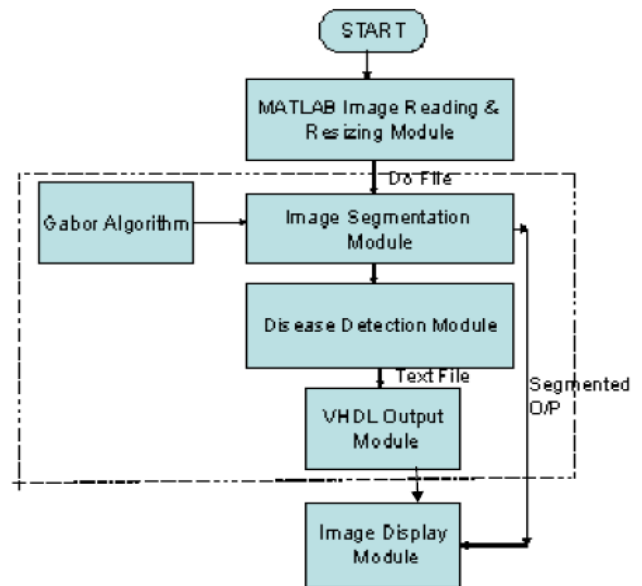 START
MATLAB Image Reading &
Resizing Module
Do File
Gabor Algorithm
Image Segmentation
Module
Disease Detection Module
Text File
Segmented
O/P
VHDL Output
Module
Image Display
Module